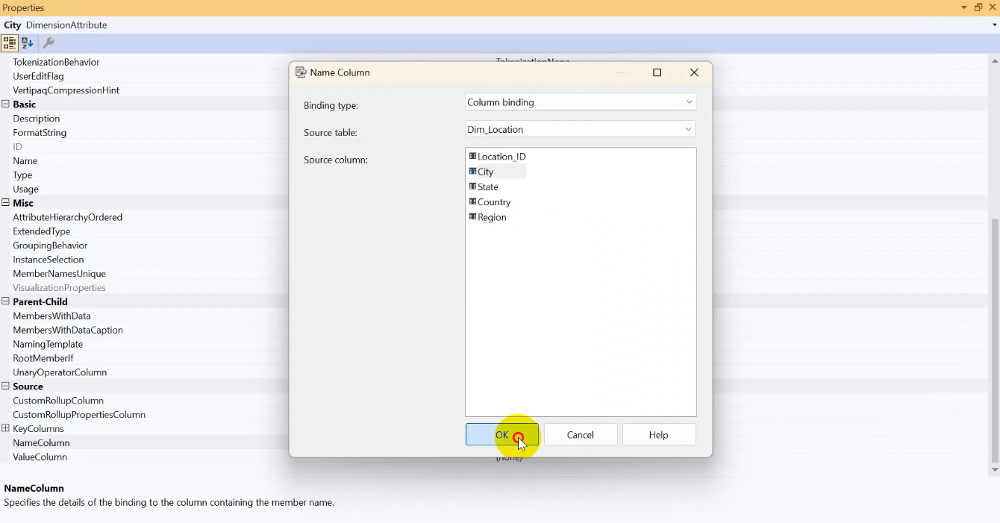 Properties
City DimensionAttribute
TokenizationBehavior TokenizationNone
UserEditFlag
VertipaqCompressionHint
Basic
Description
FormatString
ID
Name
Type
Usage
Misc
AttributeHierarchyOrdered
ExtendedType
GroupingBehavior
InstanceSelection
MemberNamesUnique
VisualizationProperties
Parent-Child
MembersWithData
MembersWithDataCaption
NamingTemplate
RootMemberIf
UnaryOperatorColumn
Source
CustomRollupColumn
CustomRollupPropertiesColumn
KeyColumns
NameColumn
ValueColumn (none)
Name Column
Binding type: Column binding
Source table: Dim_Location
Source column:
Location_ID
City
State
Country
Region
OK Cancel Help
NameColumn
Specifies the details of the binding to the column containing the member name.